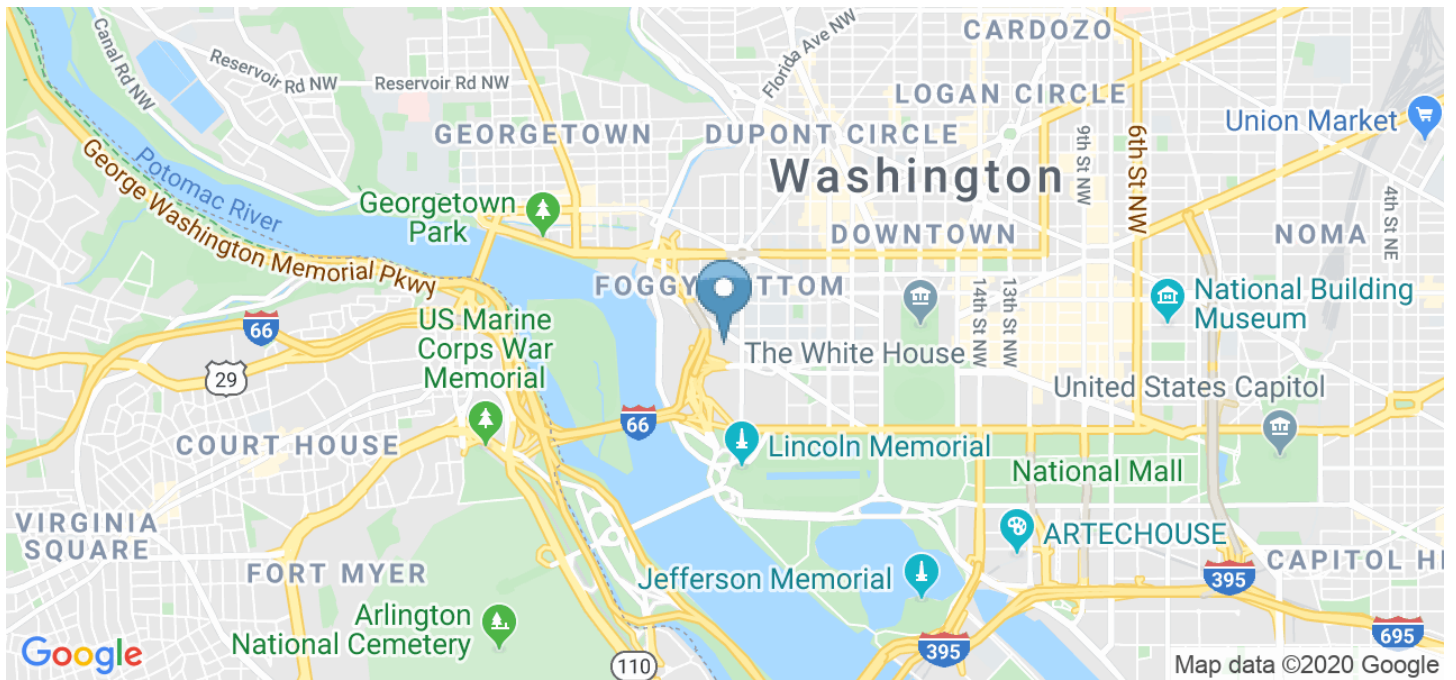 CARDOZO
Canal Rd NW
Reservoir Rd NW
Reservoir Rd NW
Florida Ave NW
LOGAN CIRCLE
Union Market
GEORGETOWN
DUPONT CIRCLE
9th St NW
6th St NW
George Washington Memorial Pkwy
Potomac River
Washington
4th St NE
Georgetown
Park
DOWNTOWN
NOMA
FOGGY BOTTOM
14th St NW
13th St NW
National Building
Museum
66
US Marine
Corps War
Memorial
The White House
29
United States Capitol
66
COURT HOUSE
Lincoln Memorial
National Mall
VIRGINIA
SQUARE
ARTECHOUSE
FORT MYER
CAPITOL HI
Jefferson Memorial
395
Arlington
National Cemetery
Google
110
395
695
Map data ©2020 Google